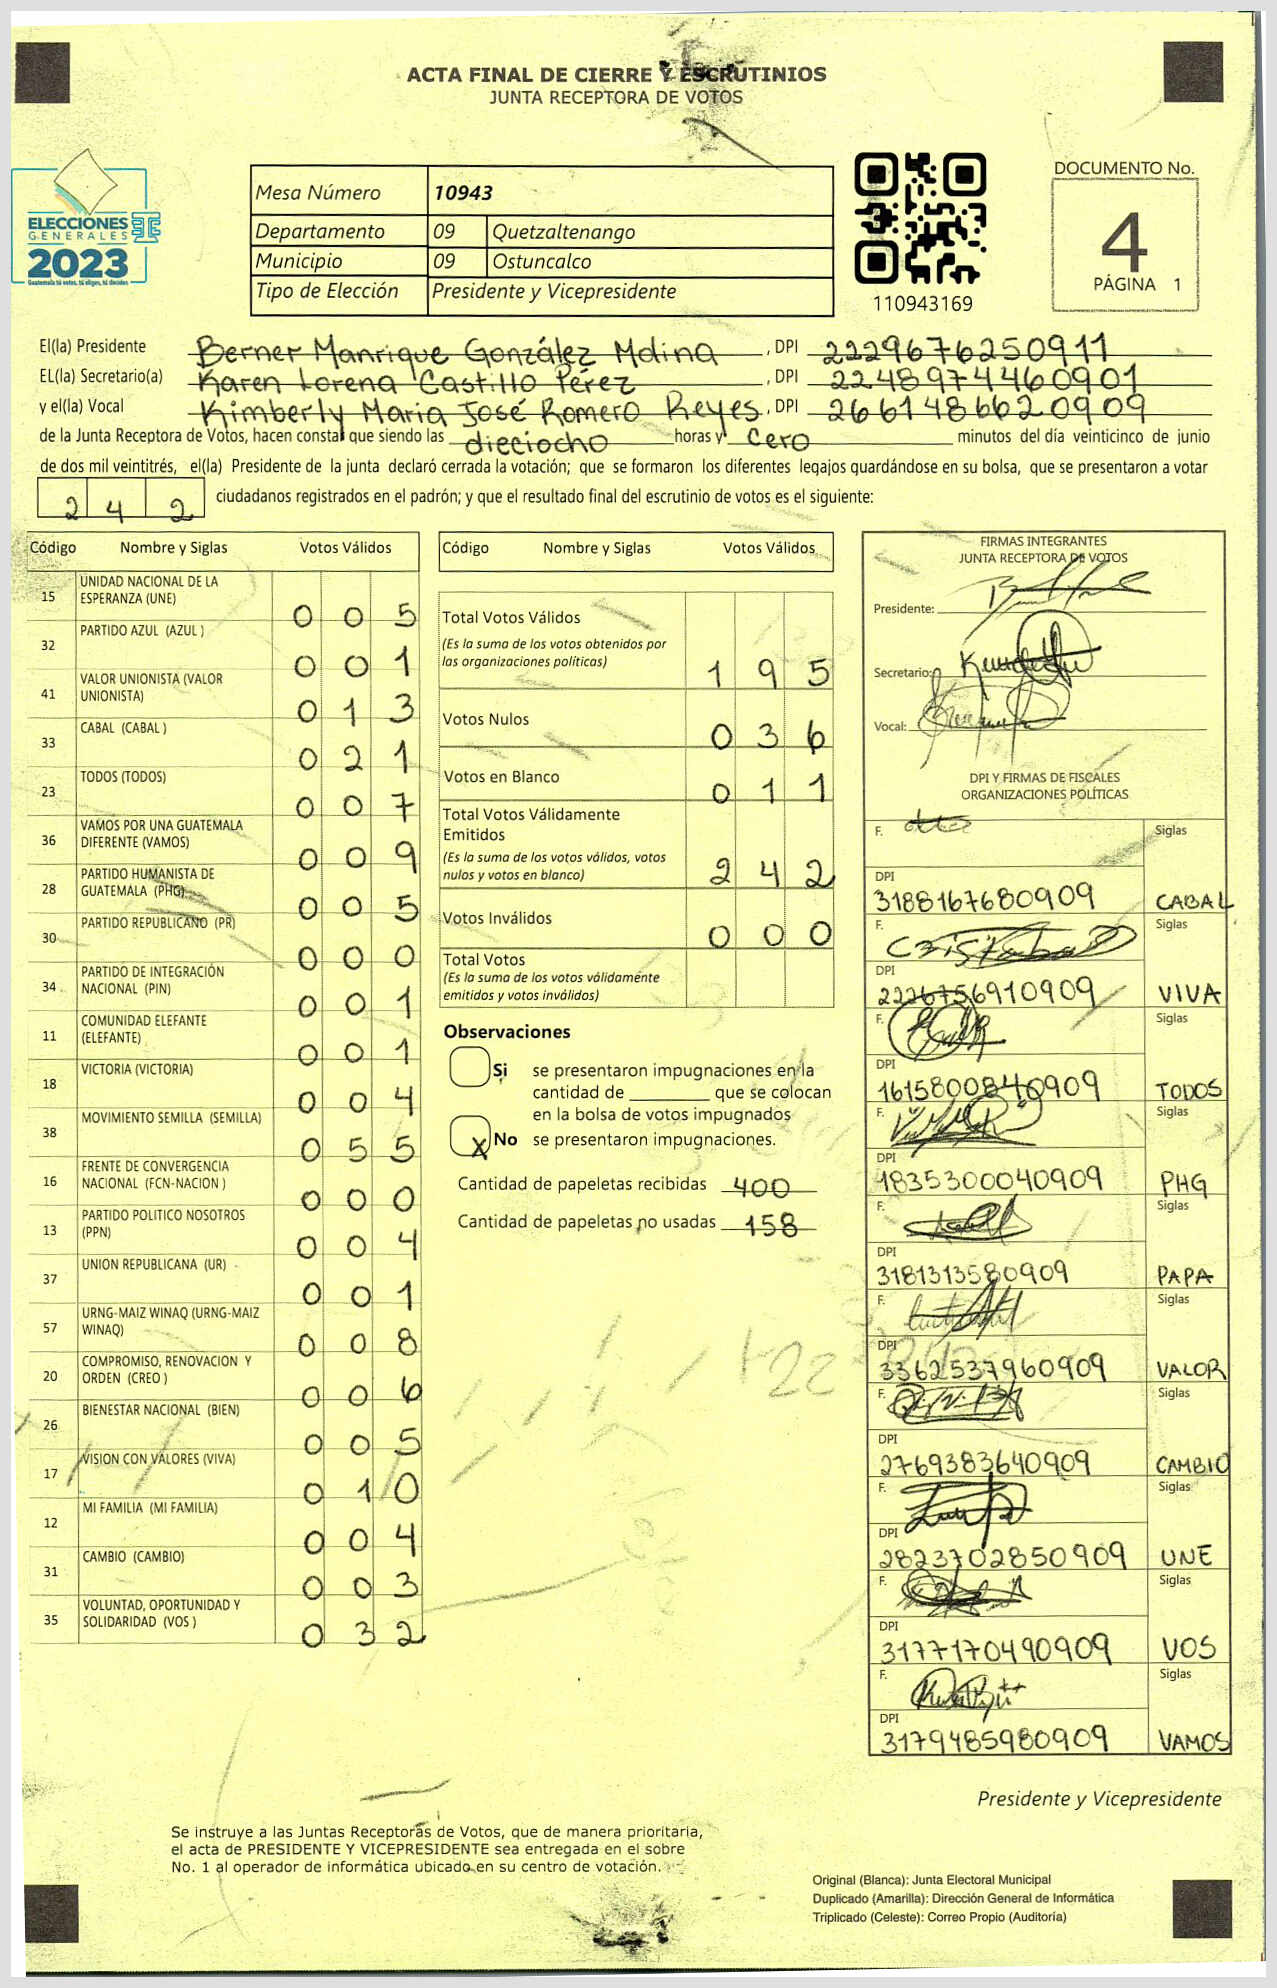 ACTA FINAL DE CIERRE Y ESCRUTINIOS
JUNTA RECEPTORA DE VOTOS
ELECCIONES
GENERALES
2023
Guatemala tú votas, tú eliges, tú decides
Mesa Número 10943
Departamento 09 Quetzaltenango
Municipio 09 Ostuncalco
Tipo de Elección Presidente y Vicepresidente
110943169
DOCUMENTO No.
4
PÁGINA 1
El(la) Presidente Berner Manrique González Molina, DPI 2229676250911
EL(la) Secretario(a) Karen Lorena Castillo Pérez, DPI 2248974460901
y el(la) Vocal Kimberly Maria José Romero Reyes, DPI 2661486620909
de la Junta Receptora de Votos, hacen constar que siendo las dieciocho horas y cero minutos del día veinticinco de junio
de dos mil veintitrés, el(la) Presidente de la junta declaró cerrada la votación; que se formaron los diferentes legajos guardándose en su bolsa, que se presentaron a votar
2 4 2 ciudadanos registrados en el padrón; y que el resultado final del escrutinio de votos es el siguiente:
Código Nombre y Siglas Votos Válidos
15 UNIDAD NACIONAL DE LA ESPERANZA (UNE) 0 0 5
32 PARTIDO AZUL (AZUL ) 0 0 1
41 VALOR UNIONISTA (VALOR UNIONISTA) 0 1 3
33 CABAL (CABAL ) 0 2 1
23 TODOS (TODOS) 0 0 7
36 VAMOS POR UNA GUATEMALA DIFERENTE (VAMOS) 0 0 9
28 PARTIDO HUMANISTA DE GUATEMALA (PHG) 0 0 5
30 PARTIDO REPUBLICANO (PR) 0 0 0
34 PARTIDO DE INTEGRACIÓN NACIONAL (PIN) 0 0 1
11 COMUNIDAD ELEFANTE (ELEFANTE) 0 0 1
18 VICTORIA (VICTORIA) 0 0 4
38 MOVIMIENTO SEMILLA (SEMILLA) 0 5 5
16 FRENTE DE CONVERGENCIA NACIONAL (FCN-NACION ) 0 0 0
13 PARTIDO POLITICO NOSOTROS (PPN) 0 0 4
37 UNION REPUBLICANA (UR) 0 0 1
57 URNG-MAIZ WINAQ (URNG-MAIZ WINAQ) 0 0 8
20 COMPROMISO, RENOVACION Y ORDEN (CREO ) 0 0 6
26 BIENESTAR NACIONAL (BIEN) 0 0 5
17 VISION CON VALORES (VIVA) 0 1 0
12 MI FAMILIA (MI FAMILIA) 0 0 4
31 CAMBIO (CAMBIO) 0 0 3
35 VOLUNTAD, OPORTUNIDAD Y SOLIDARIDAD (VOS ) 0 3 2
Código Nombre y Siglas Votos Válidos
Total Votos Válidos
(Es la suma de los votos obtenidos por
las organizaciones políticas) 1 9 5
Votos Nulos 0 3 6
Votos en Blanco 0 1 1
Total Votos Válidamente
Emitidos
(Es la suma de los votos válidos, votos
nulos y votos en blanco) 2 4 2
Votos Inválidos 0 0 0
Total Votos
(Es la suma de los votos válidamente
emitidos y votos inválidos)
Observaciones
Si se presentaron impugnaciones en la
cantidad de ________ que se colocan
en la bolsa de votos impugnados
X No se presentaron impugnaciones.
Cantidad de papeletas recibidas 400
Cantidad de papeletas no usadas 158
FIRMAS INTEGRANTES
JUNTA RECEPTORA DE VOTOS
Presidente:
Secretario:
Vocal:
DPI Y FIRMAS DE FISCALES
ORGANIZACIONES POLÍTICAS
F. Siglas
DPI
3188167680909 CABAL
F. Siglas
DPI
2226756910909 VIVA
F. Siglas
DPI
1615800840909 TODOS
F. Siglas
DPI
1835300040909 PHG
F. Siglas
DPI
3181313580909 PAPA
F. Siglas
DPI
3362537960909 VALOR
F. Siglas
DPI
2769383640909 CAMBIO
F. Siglas
DPI
2823702850909 UNE
F. Siglas
DPI
3177170490909 VOS
F. Siglas
DPI
3179485980909 VAMOS
Presidente y Vicepresidente
Se instruye a las Juntas Receptoras de Votos, que de manera prioritaria,
el acta de PRESIDENTE Y VICEPRESIDENTE sea entregada en el sobre
No. 1 al operador de informática ubicado en su centro de votación.
Original (Blanca): Junta Electoral Municipal
Duplicado (Amarilla): Dirección General de Informática
Triplicado (Celeste): Correo Propio (Auditoría)